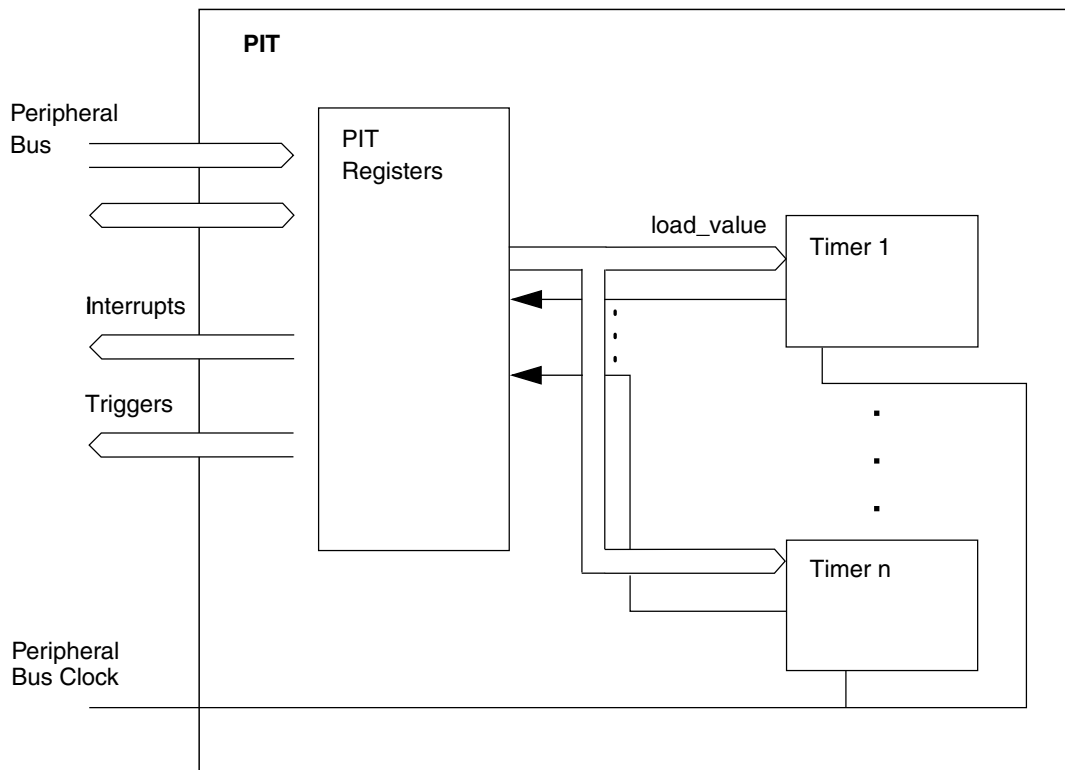 PIT
Peripheral
Bus
PIT
Registers
load_value
Timer 1
Interrupts
Triggers
Timer n
Peripheral
Bus Clock